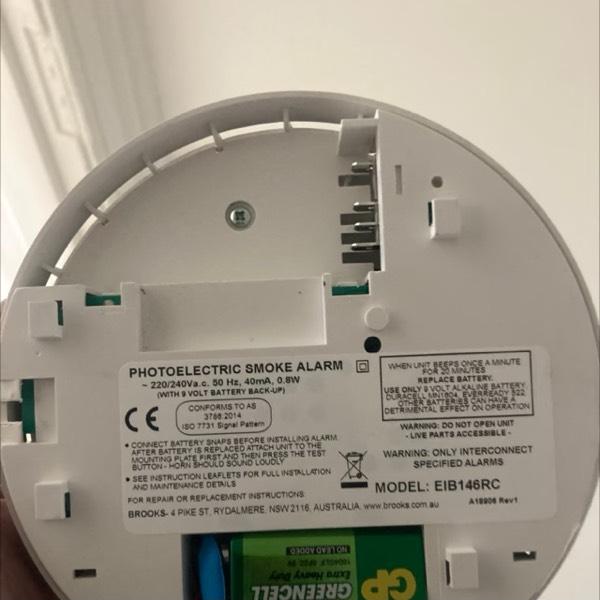 PHOTOELECTRIC SMOKE ALARM
~ 220/240Va.c. 50 Hz, 40mA, 0.8W
(WITH 9 VOLT BATTERY BACK-UP)
CE
CONFORMS TO AS
3786:2014
ISO 7731 Signal Pattern
• CONNECT BATTERY SNAPS BEFORE INSTALLING ALARM.
AFTER BATTERY IS REPLACED ATTACH UNIT TO THE
MOUNTING PLATE FIRST AND THEN PRESS THE TEST
BUTTON - HORN SHOULD SOUND LOUDLY
• SEE INSTRUCTION LEAFLETS FOR FULL INSTALLATION
AND MAINTENANCE DETAILS
FOR REPAIR OR REPLACEMENT INSTRUCTIONS:
BROOKS- 4 PIKE ST, RYDALMERE, NSW 2116, AUSTRALIA. www.brooks.com.au
WHEN UNIT BEEPS ONCE A MINUTE
FOR 20 MINUTES
REPLACE BATTERY.
USE ONLY 9 VOLT ALKALINE BATTERY
DURACELL MN1604, EVERREADY 522
OTHER BATTERIES CAN HAVE A
DETRIMENTAL EFFECT ON OPERATION
WARNING: DO NOT OPEN UNIT
- LIVE PARTS ACCESSIBLE -
WARNING: ONLY INTERCONNECT
SPECIFIED ALARMS
MODEL: EIB146RC
A18906 Rev1
NO LEAD ADDED
1604GLF 6F22 9V
Extra Heavy Duty
GREENCELL
GP